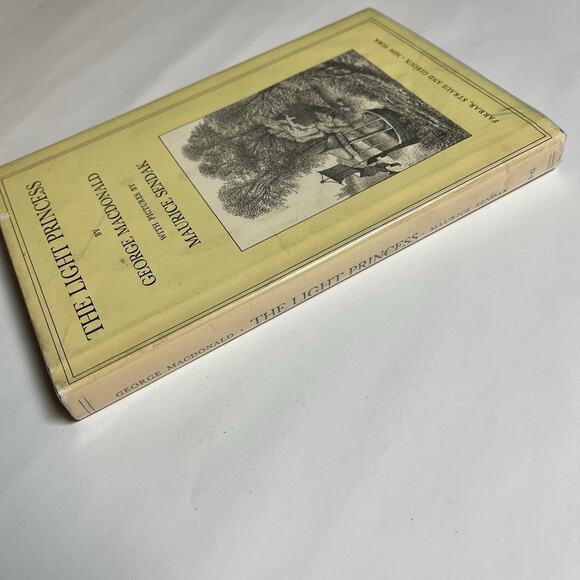 THE LIGHT PRINCESS
BY
GEORGE MACDONALD
WITH PICTURES BY
MAURICE SENDAK
FARRAR, STRAUS AND GIROUX · NEW YORK
GEORGE MACDONALD · THE LIGHT PRINCESS · MAURICE SENDAK